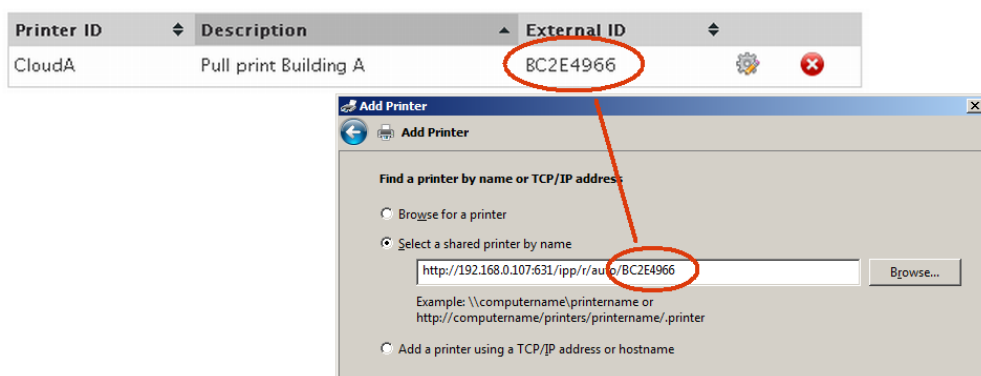 Printer ID Description External ID
CloudA Pull print Building A BC2E4966
Add Printer
Add Printer
Find a printer by name or TCP/IP address
Browse for a printer
Select a shared printer by name
http://192.168.0.107:631/ipp/r/auto/BC2E4966
Browse...
Example: \\computername\printername or
http://computername/printers/printername/.printer
Add a printer using a TCP/IP address or hostname